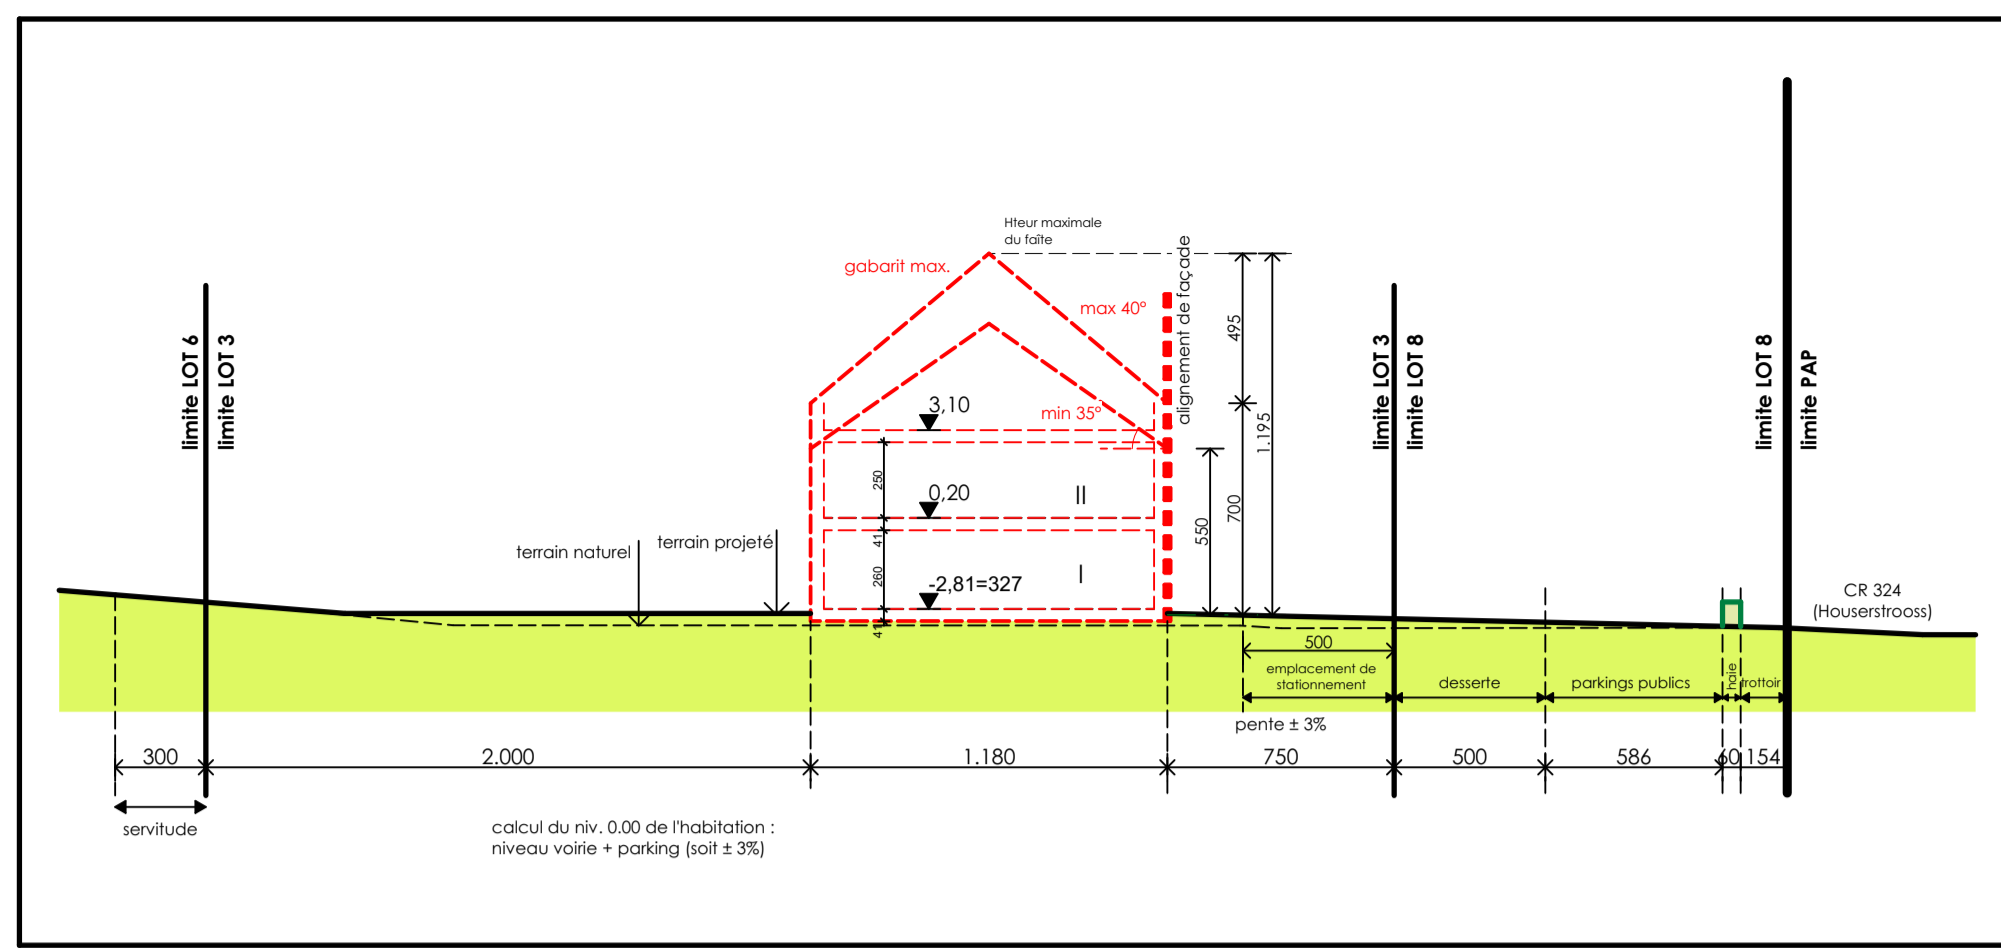 Hteur maximale
du faîte
gabarit max.
max 40°
alignement de façade
495
1.195
limite LOT 6
limite LOT 3
limite LOT 3
limite LOT 8
limite LOT 8
limite PAP
3,10
min 35°
250
0,20
II
700
550
terrain naturel
terrain projeté
41
260
-2,81=327
I
41
CR 324
(Houserstrooss)
500
emplacement de
stationnement
desserte
parkings publics
haie
trottoir
pente ± 3%
300
2.000
1.180
750
500
586
60
154
servitude
calcul du niv. 0.00 de l'habitation :
niveau voirie + parking (soit ± 3%)